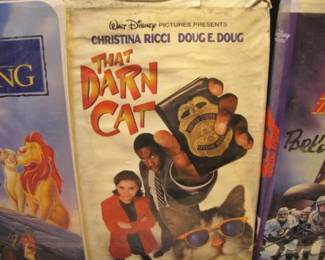 NG
WALT DISNEY PICTURES PRESENTS
CHRISTINA RICCI DOUG E. DOUG
THAT
DARN
CAT